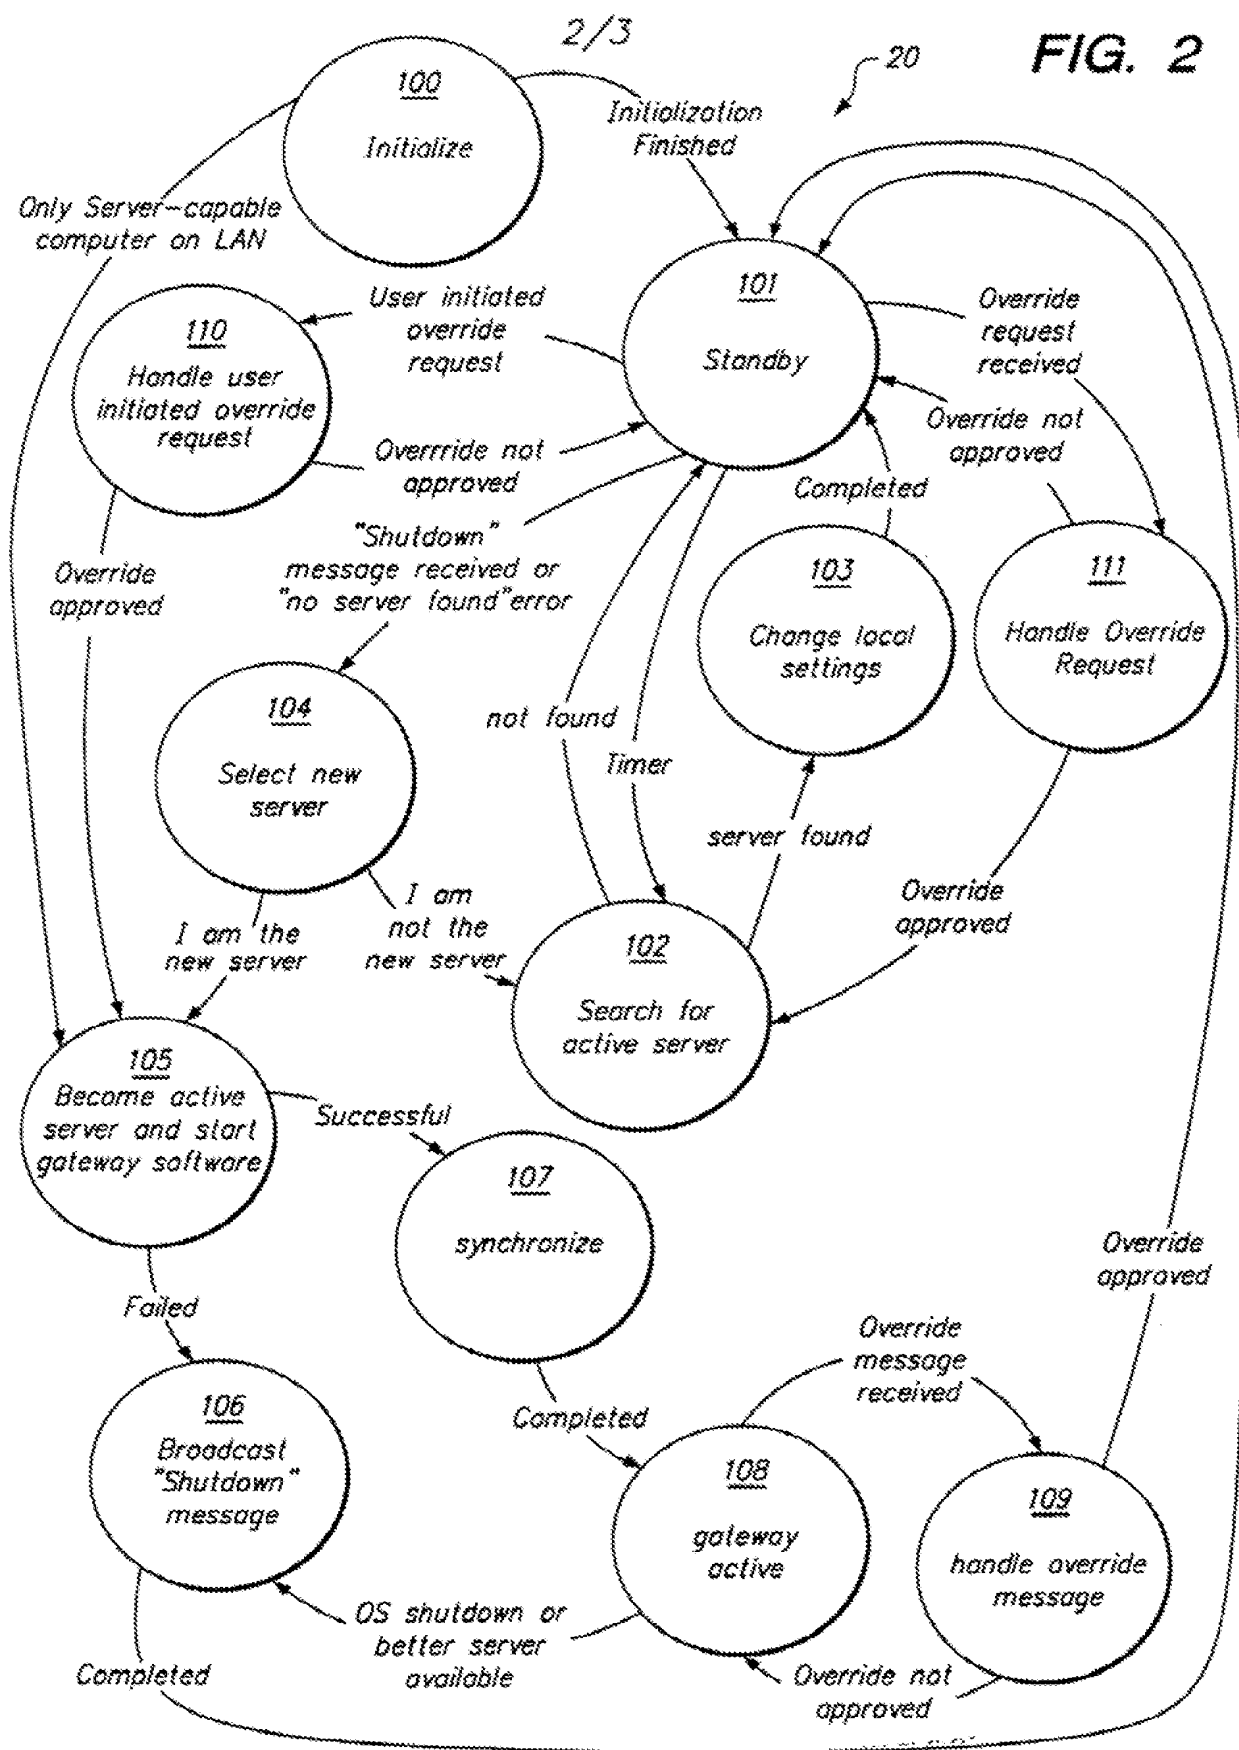 2/3
FIG. 2
20
100
Initialize
Initialization
Finished
Only Server-capable
computer on LAN
101
Standby
User initiated
override
request
Override
request
received
110
Handle user
initiated override
request
Overrride not
approved
Override not
approved
Completed
"Shutdown"
message received or
"no server found"error
Override
approved
103
Change local
settings
111
Handle Override
Request
104
Select new
server
not found
Timer
server found
Override
approved
I am the
new server
I am
not the
new server
102
Search for
active server
105
Become active
server and start
gateway software
Successful
107
synchronize
Override
approved
Failed
Override
message
received
106
Broadcast
"Shutdown"
message
Completed
108
gateway
active
109
handle override
message
OS shutdown or
better server
available
Completed
Override not
approved